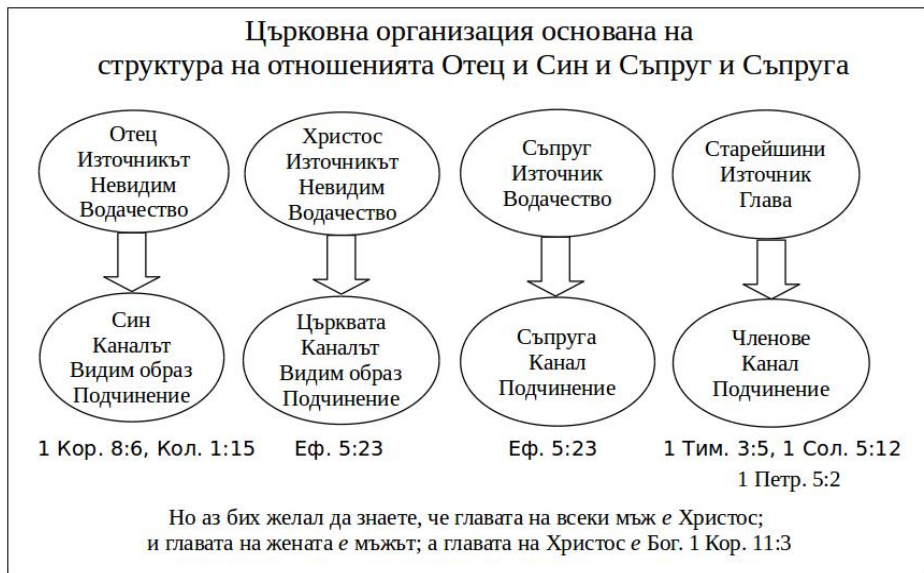 Църковна организация основана на
структура на отношенията Отец и Син и Съпруг и Съпруга
Отец
Източникът
Невидим
Водачество
Христос
Източникът
Невидим
Водачество
Съпруг
Източник
Водачество
Старейшини
Източник
Глава
Син
Каналът
Видим образ
Подчинение
Църквата
Каналът
Видим образ
Подчинение
Съпруга
Канал
Подчинение
Членове
Канал
Подчинение
1 Кор. 8:6, Кол. 1:15
Еф. 5:23
Еф. 5:23
1 Тим. 3:5, 1 Сол. 5:12
1 Петр. 5:2
Но аз бих желал да знаете, че главата на всеки мъж е Христос;
и главата на жената е мъжът; а главата на Христос е Бог. 1 Кор. 11:3